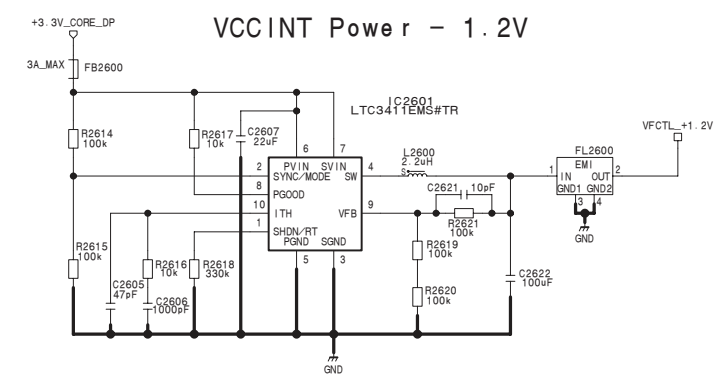 VCCINT Power - 1.2V
+3.3V_CORE_DP
3A_MAX
FB2600
IC2601
LTC3411EMS#TR
VFCTL_+1.2V
R2614
100k
R2617
10k
C2607
22uF
6
7
L2600
2.2uH
S
FL2600
EMI
2
PVIN SVIN
4
SYNC/MODE SW
1
IN OUT
2
8
PGOOD
C2621
10pF
GND1 GND2
3
4
10
ITH
VFB
9
R2621
100k
GND
1
SHDN/RT
PGND SGND
5
3
R2615
100k
R2616
10k
R2618
330k
R2619
100k
C2605
47pF
C2606
1000pF
R2620
100k
C2622
100uF
GND